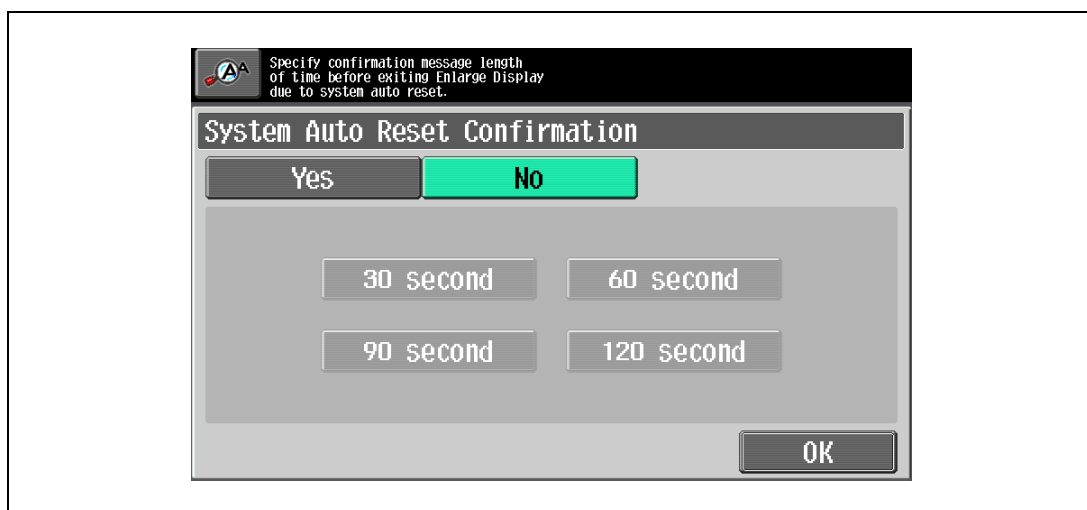 Specify confirmation message length
of time before exiting Enlarge Display
due to system auto reset.
System Auto Reset Confirmation
Yes No
30 second 60 second
90 second 120 second
OK